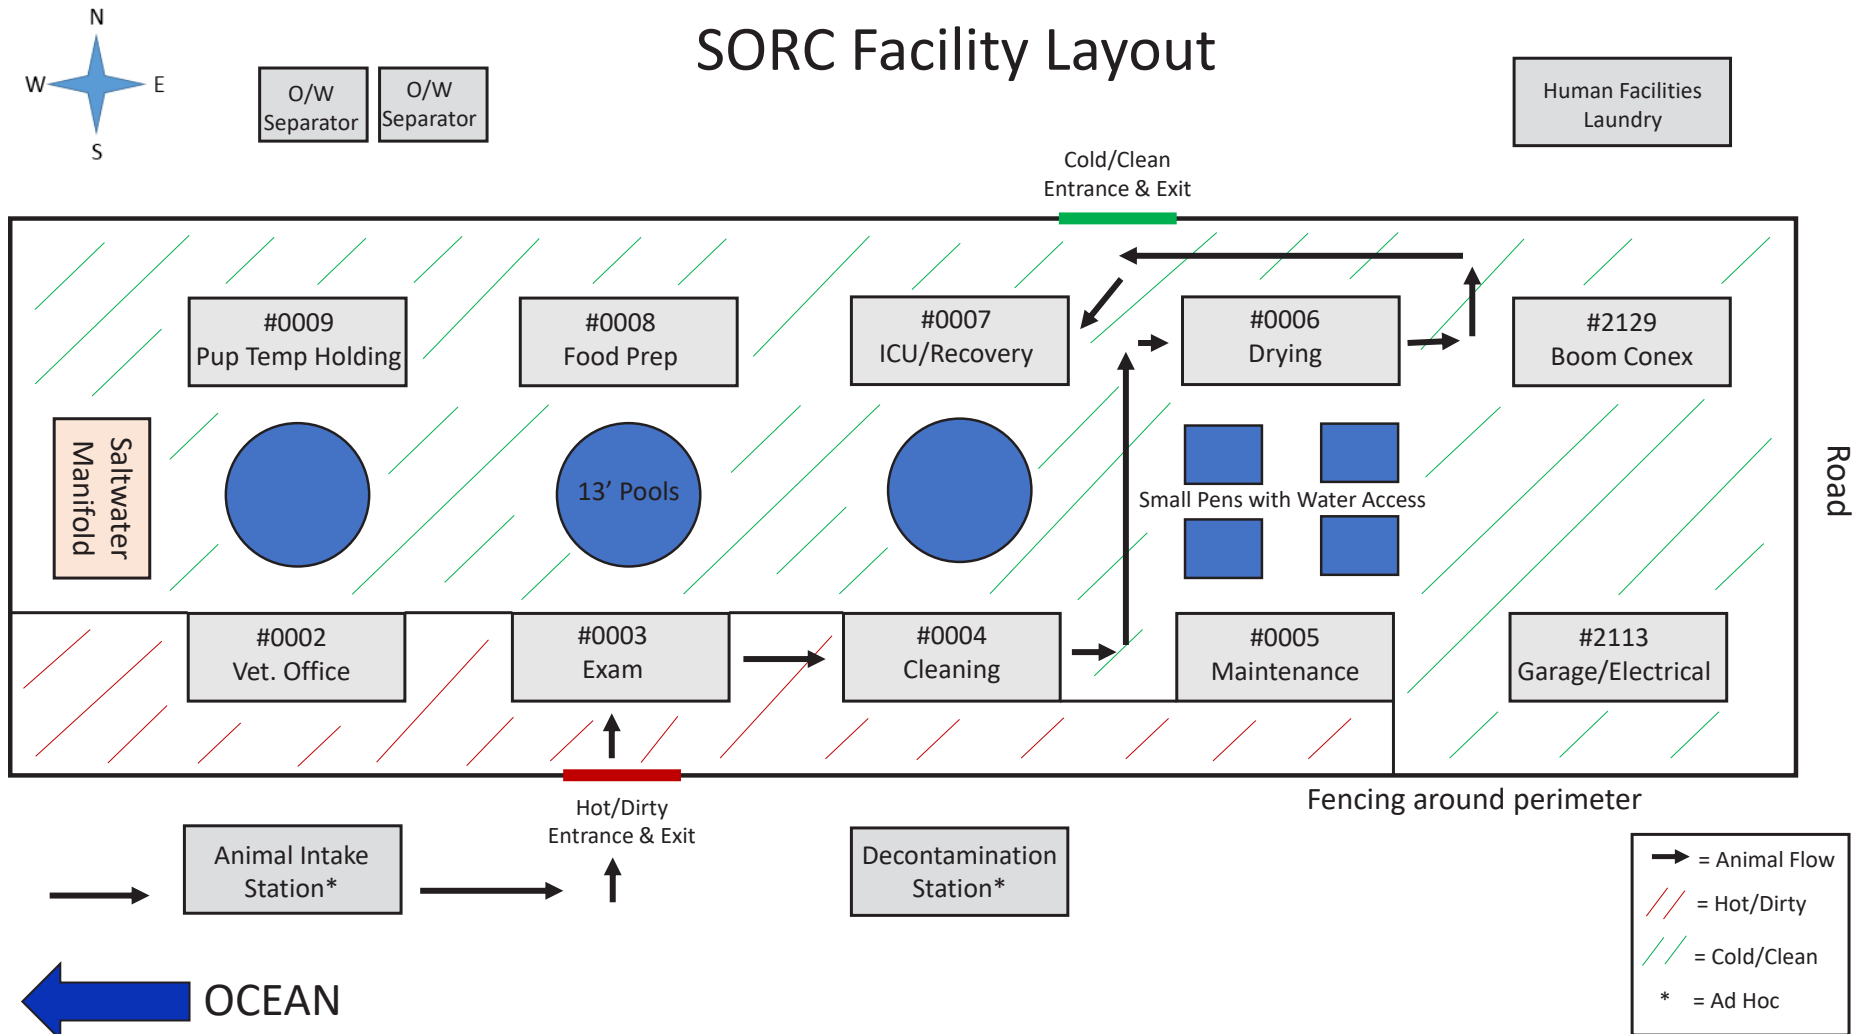 SORC Facility Layout
N
W
E
S
O/W
Separator
O/W
Separator
Human Facilities
Laundry
Cold/Clean
Entrance & Exit
#0009
Pup Temp Holding
#0008
Food Prep
#0007
ICU/Recovery
#0006
Drying
#2129
Boom Conex
Saltwater
Manifold
13’ Pools
Small Pens with Water Access
Road
#0002
Vet. Office
#0003
Exam
#0004
Cleaning
#0005
Maintenance
#2113
Garage/Electrical
Hot/Dirty
Entrance & Exit
Fencing around perimeter
Animal Intake
Station*
Decontamination
Station*
= Animal Flow
= Hot/Dirty
= Cold/Clean
* = Ad Hoc
OCEAN